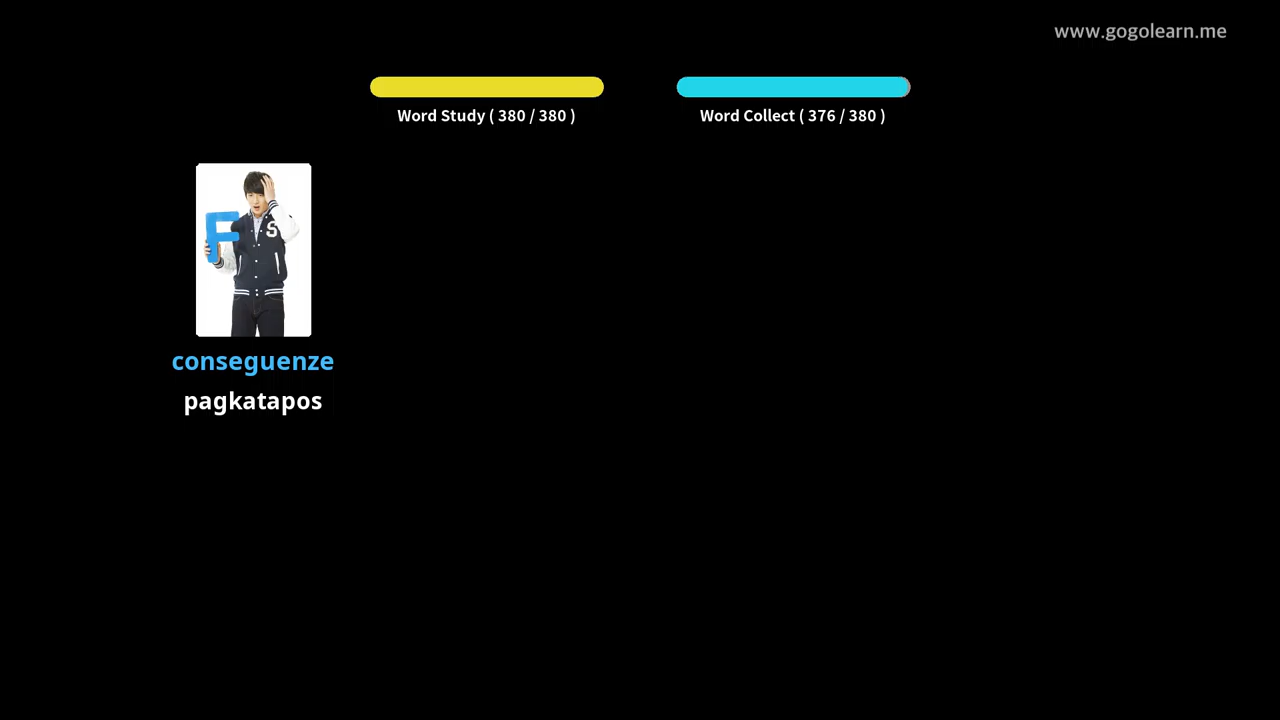 www.gogolearn.me
Word Study ( 380 / 380 )
Word Collect ( 376 / 380 )
F
S
conseguenze
pagkatapos